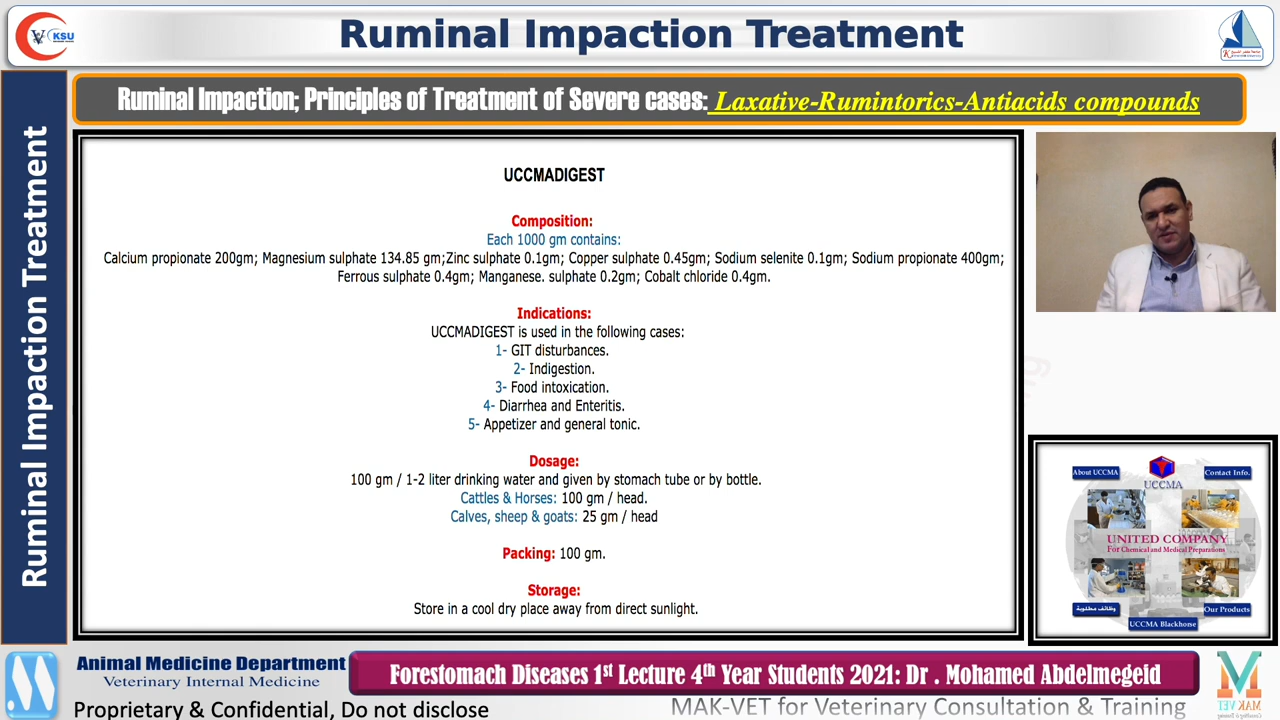 KSU
Ruminal Impaction Treatment
Ruminal Impaction; Principles of Treatment of Severe cases: Laxative-Rumintorics-Antiacids compounds
Ruminal Impaction Treatment
UCCMADIGEST
Composition:
Each 1000 gm contains:
Calcium propionate 200gm; Magnesium sulphate 134.85 gm;Zinc sulphate 0.1gm; Copper sulphate 0.45gm; Sodium selenite 0.1gm; Sodium propionate 400gm;
Ferrous sulphate 0.4gm; Manganese. sulphate 0.2gm; Cobalt chloride 0.4gm.
Indications:
UCCMADIGEST is used in the following cases:
1- GIT disturbances.
2- Indigestion.
3- Food intoxication.
4- Diarrhea and Enteritis.
5- Appetizer and general tonic.
Dosage:
100 gm / 1-2 liter drinking water and given by stomach tube or by bottle.
Cattles & Horses: 100 gm / head.
Calves, sheep & goats: 25 gm / head
Packing: 100 gm.
Storage:
Store in a cool dry place away from direct sunlight.
About UCCMA
Contact Info.
UCCMA
UNITED COMPANY
For Chemical and Medical Preparations
وظائف مطلوبة
Our Products
UCCMA Blackhorse
Animal Medicine Department
Veterinary Internal Medicine
Forestomach Diseases 1st Lecture 4th Year Students 2021: Dr . Mohamed Abdelmegeid
Proprietary & Confidential, Do not disclose
MAK-VET for Veterinary Consultation & Training
MAK VET